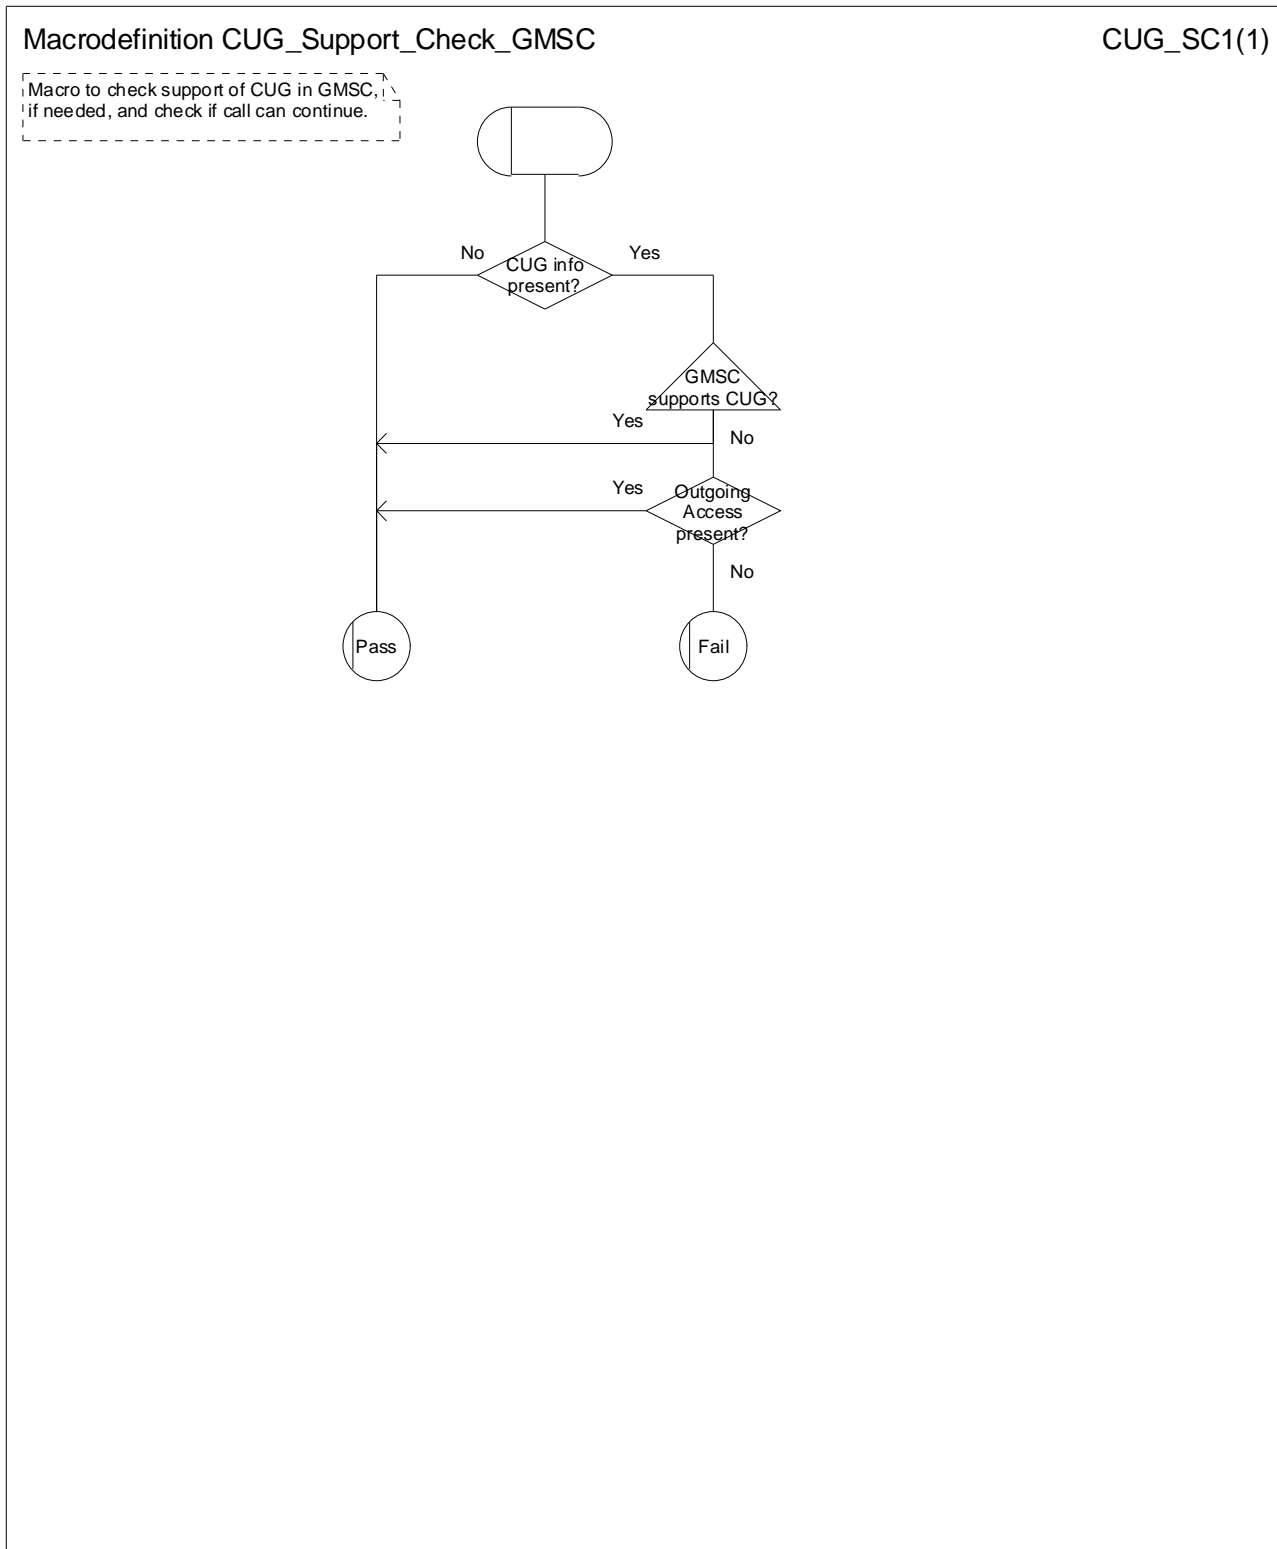 Macrodefinition CUG_Support_Check_GMSC
CUG_SC1(1)
Macro to check support of CUG in GMSC,
if needed, and check if call can continue.
No
Yes
CUG info
present?
GMSC
supports CUG?
Yes
No
Yes
Outgoing
Access
present?
No
Pass
Fail